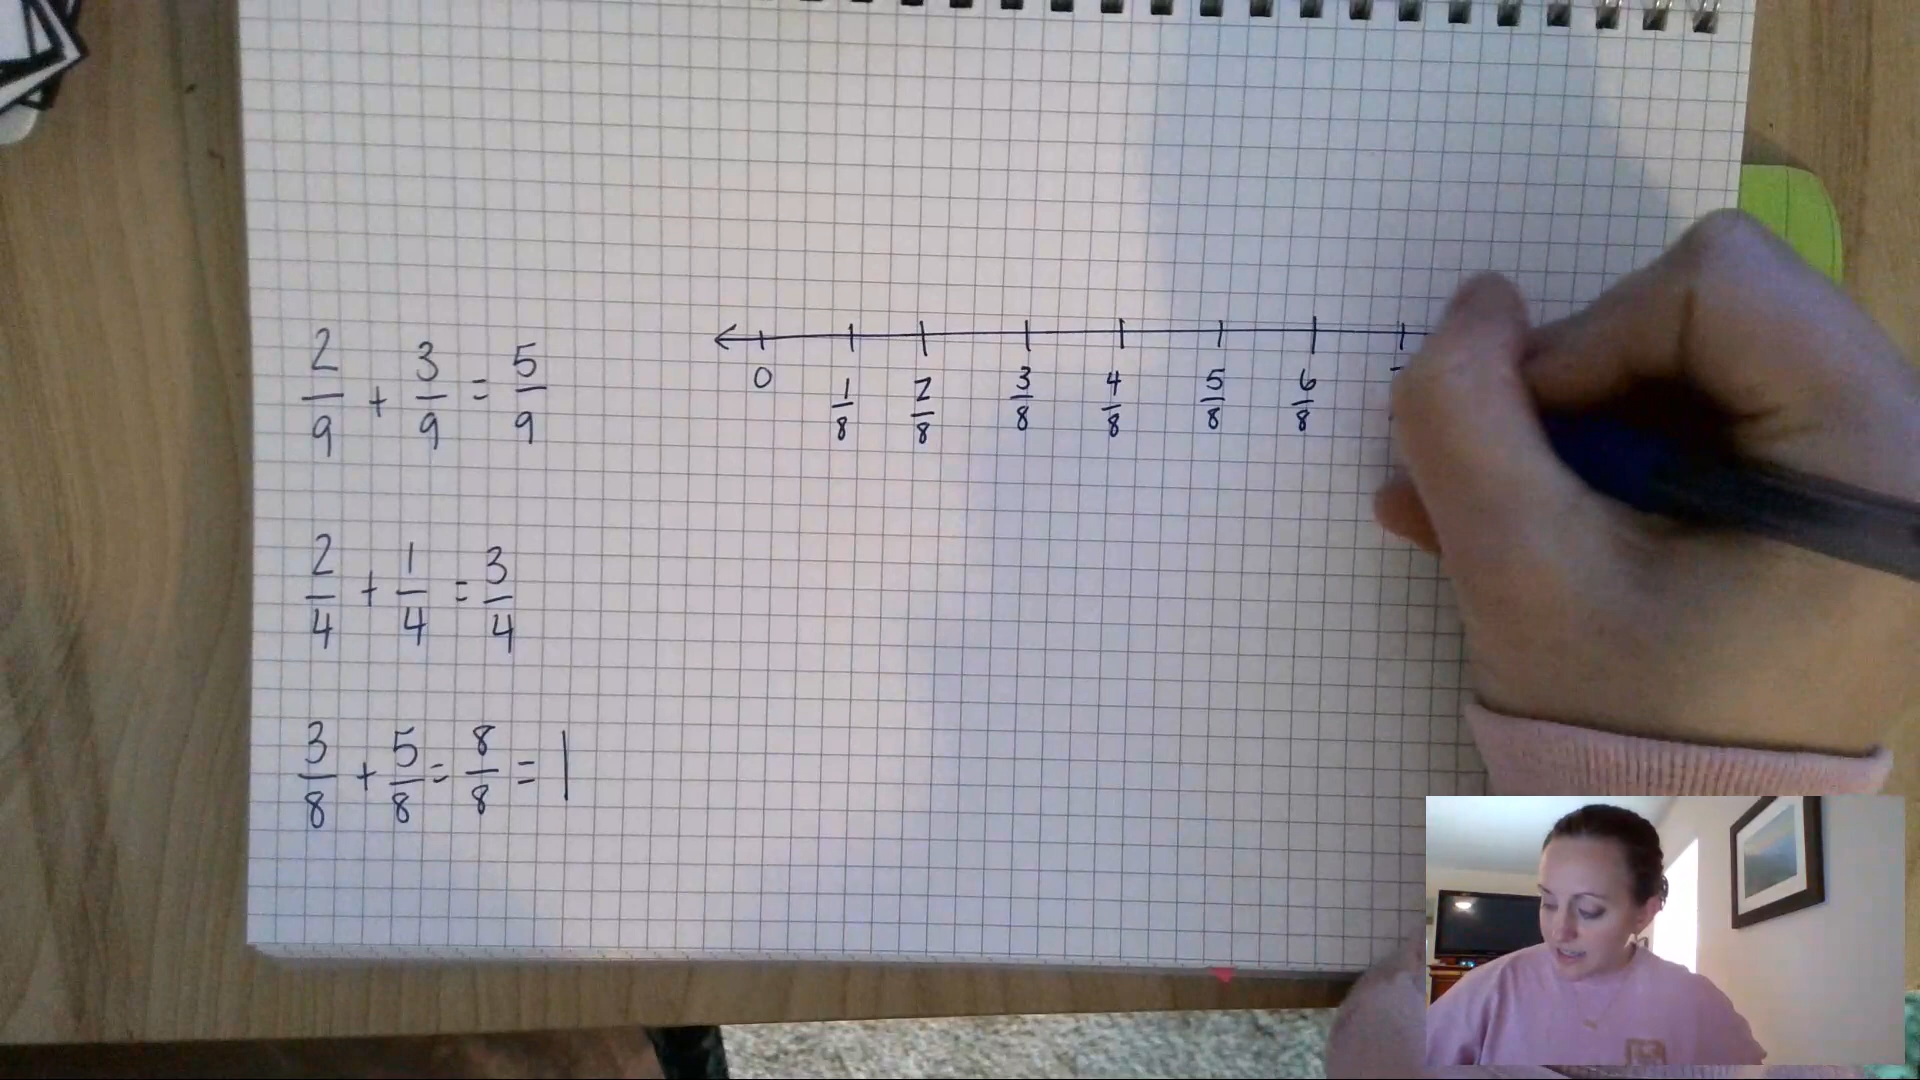 2/9 + 3/9 = 5/9
0 1/8 2/8 3/8 4/8 5/8 6/8
2/4 + 1/4 = 3/4
3/8 + 5/8 = 8/8 = 1